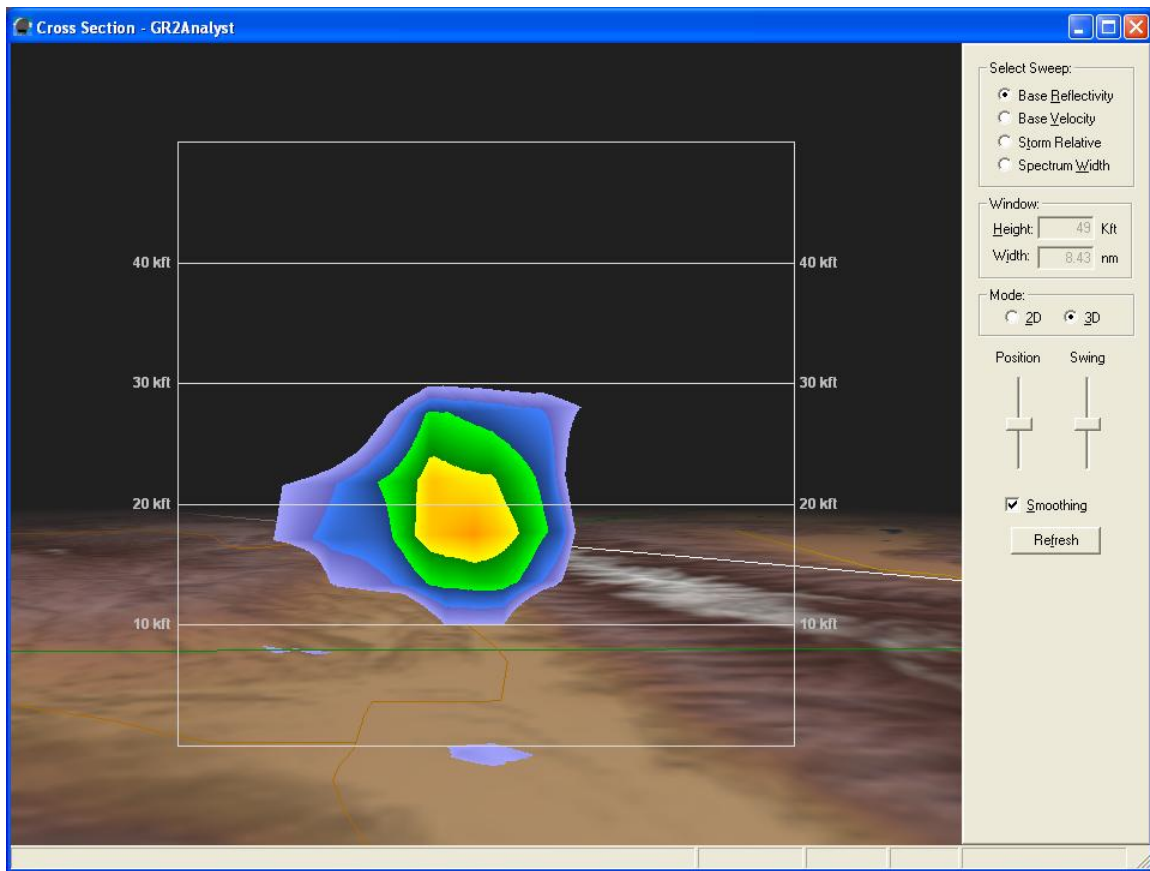 Cross Section - GR2Analyst
Select Sweep:
Base Reflectivity
Base Velocity
Storm Relative
Spectrum Width
Window:
Height: 49 Kft
Width: 8.43 nm
Mode:
2D 3D
Position Swing
Smoothing
Refresh
40 kft 40 kft
30 kft 30 kft
20 kft 20 kft
10 kft 10 kft